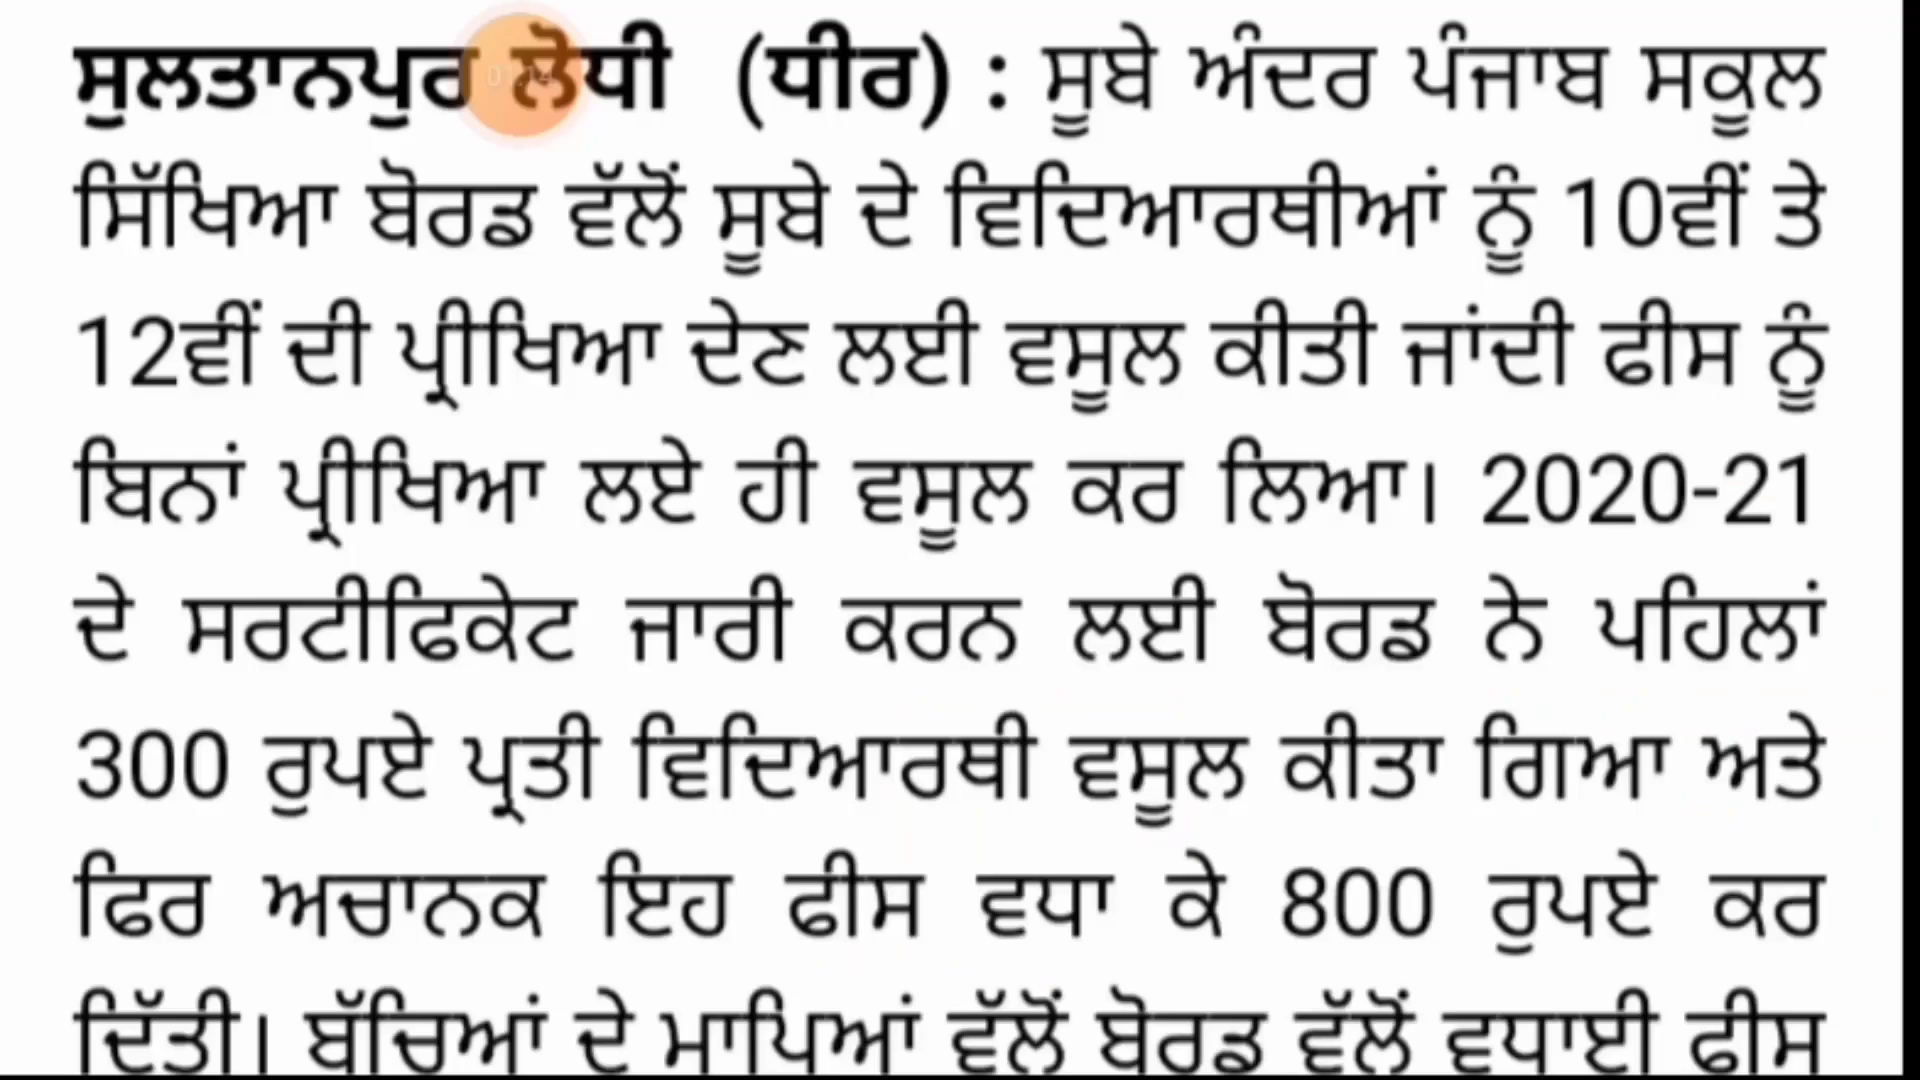 ਸੁਲਤਾਨਪੁਰ ਲੋਧੀ (ਧੀਰ) : ਸੂਬੇ ਅੰਦਰ ਪੰਜਾਬ ਸਕੂਲ
ਸਿੱਖਿਆ ਬੋਰਡ ਵੱਲੋਂ ਸੂਬੇ ਦੇ ਵਿਦਿਆਰਥੀਆਂ ਨੂੰ 10ਵੀਂ ਤੇ
12ਵੀਂ ਦੀ ਪ੍ਰੀਖਿਆ ਦੇਣ ਲਈ ਵਸੂਲ ਕੀਤੀ ਜਾਂਦੀ ਫੀਸ ਨੂੰ
ਬਿਨਾਂ ਪ੍ਰੀਖਿਆ ਲਏ ਹੀ ਵਸੂਲ ਕਰ ਲਿਆ। 2020-21
ਦੇ ਸਰਟੀਫਿਕੇਟ ਜਾਰੀ ਕਰਨ ਲਈ ਬੋਰਡ ਨੇ ਪਹਿਲਾਂ
300 ਰੁਪਏ ਪ੍ਰਤੀ ਵਿਦਿਆਰਥੀ ਵਸੂਲ ਕੀਤਾ ਗਿਆ ਅਤੇ
ਫਿਰ ਅਚਾਨਕ ਇਹ ਫੀਸ ਵਧਾ ਕੇ 800 ਰੁਪਏ ਕਰ
ਦਿੱਤੀ। ਬੱਚਿਆਂ ਦੇ ਮਾਪਿਆਂ ਵੱਲੋਂ ਬੋਰਡ ਵੱਲੋਂ ਵਧਾਈ ਫੀਸ